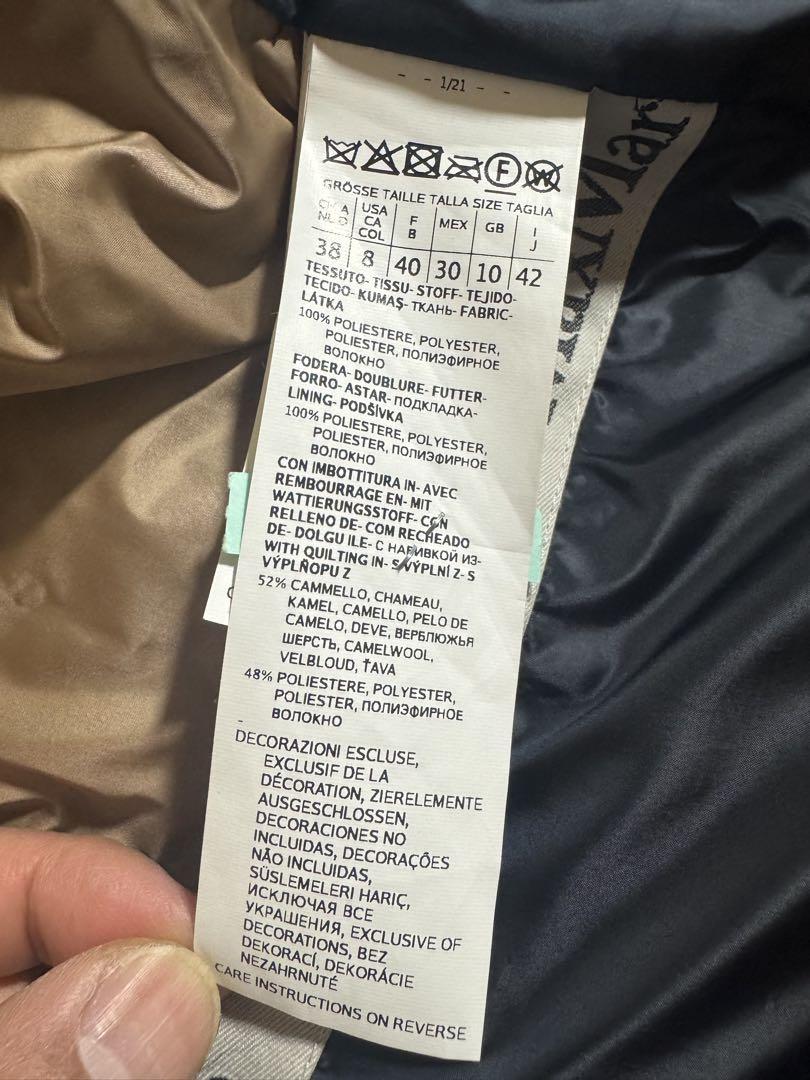 - - 1/21 - -
F W
GRÖSSE TAILLE TALLA SIZE TAGLIA
USA CA COL
F B
MEX
GB
I J
38 8 40 30 10 42
TESSUTO- TISSU- STOFF- TEJIDO-
TECIDO- KUMAŞ- ТКАНЬ- FABRIC-
LÁTKA
100% POLIESTERE, POLYESTER,
POLIESTER, ПОЛИЭФИРНОЕ
ВОЛОКНО
FODERA- DOUBLURE- FUTTER-
FORRO- ASTAR- ПОДКЛАДКА-
LINING- PODŠÍVKA
100% POLIESTERE, POLYESTER,
POLIESTER, ПОЛИЭФИРНОЕ
ВОЛОКНО
CON IMBOTTITURA IN- AVEC
REMBOURRAGE EN- MIT
WATTIERUNGSSTOFF- CON
RELLENO DE- COM RECHEADO
DE- DOLGU ILE- С НАБИВКОЙ ИЗ-
WITH QUILTING IN- S VÝPLNÍ Z- S
VÝPLŇOPU Z
52% CAMMELLO, CHAMEAU,
KAMEL, CAMELLO, PELO DE
CAMELO, DEVE, ВЕРБЛЮЖЬЯ
ШЕРСТЬ, CAMELWOOL,
VELBLOUD, ŤAVA
48% POLIESTERE, POLYESTER,
POLIESTER, ПОЛИЭФИРНОЕ
ВОЛОКНО
-
DECORAZIONI ESCLUSE,
EXCLUSIF DE LA
DÉCORATION, ZIERELEMENTE
AUSGESCHLOSSEN,
DECORACIONES NO
INCLUIDAS, DECORAÇÕES
NÃO INCLUIDAS,
SÜSLEMELERI HARIÇ,
ИСКЛЮЧАЯ ВСЕ
УКРАШЕНИЯ, EXCLUSIVE OF
DECORATIONS, BEZ
DEKORACÍ, DEKORÁCIE
NEZAHRNUTÉ
CARE INSTRUCTIONS ON REVERSE